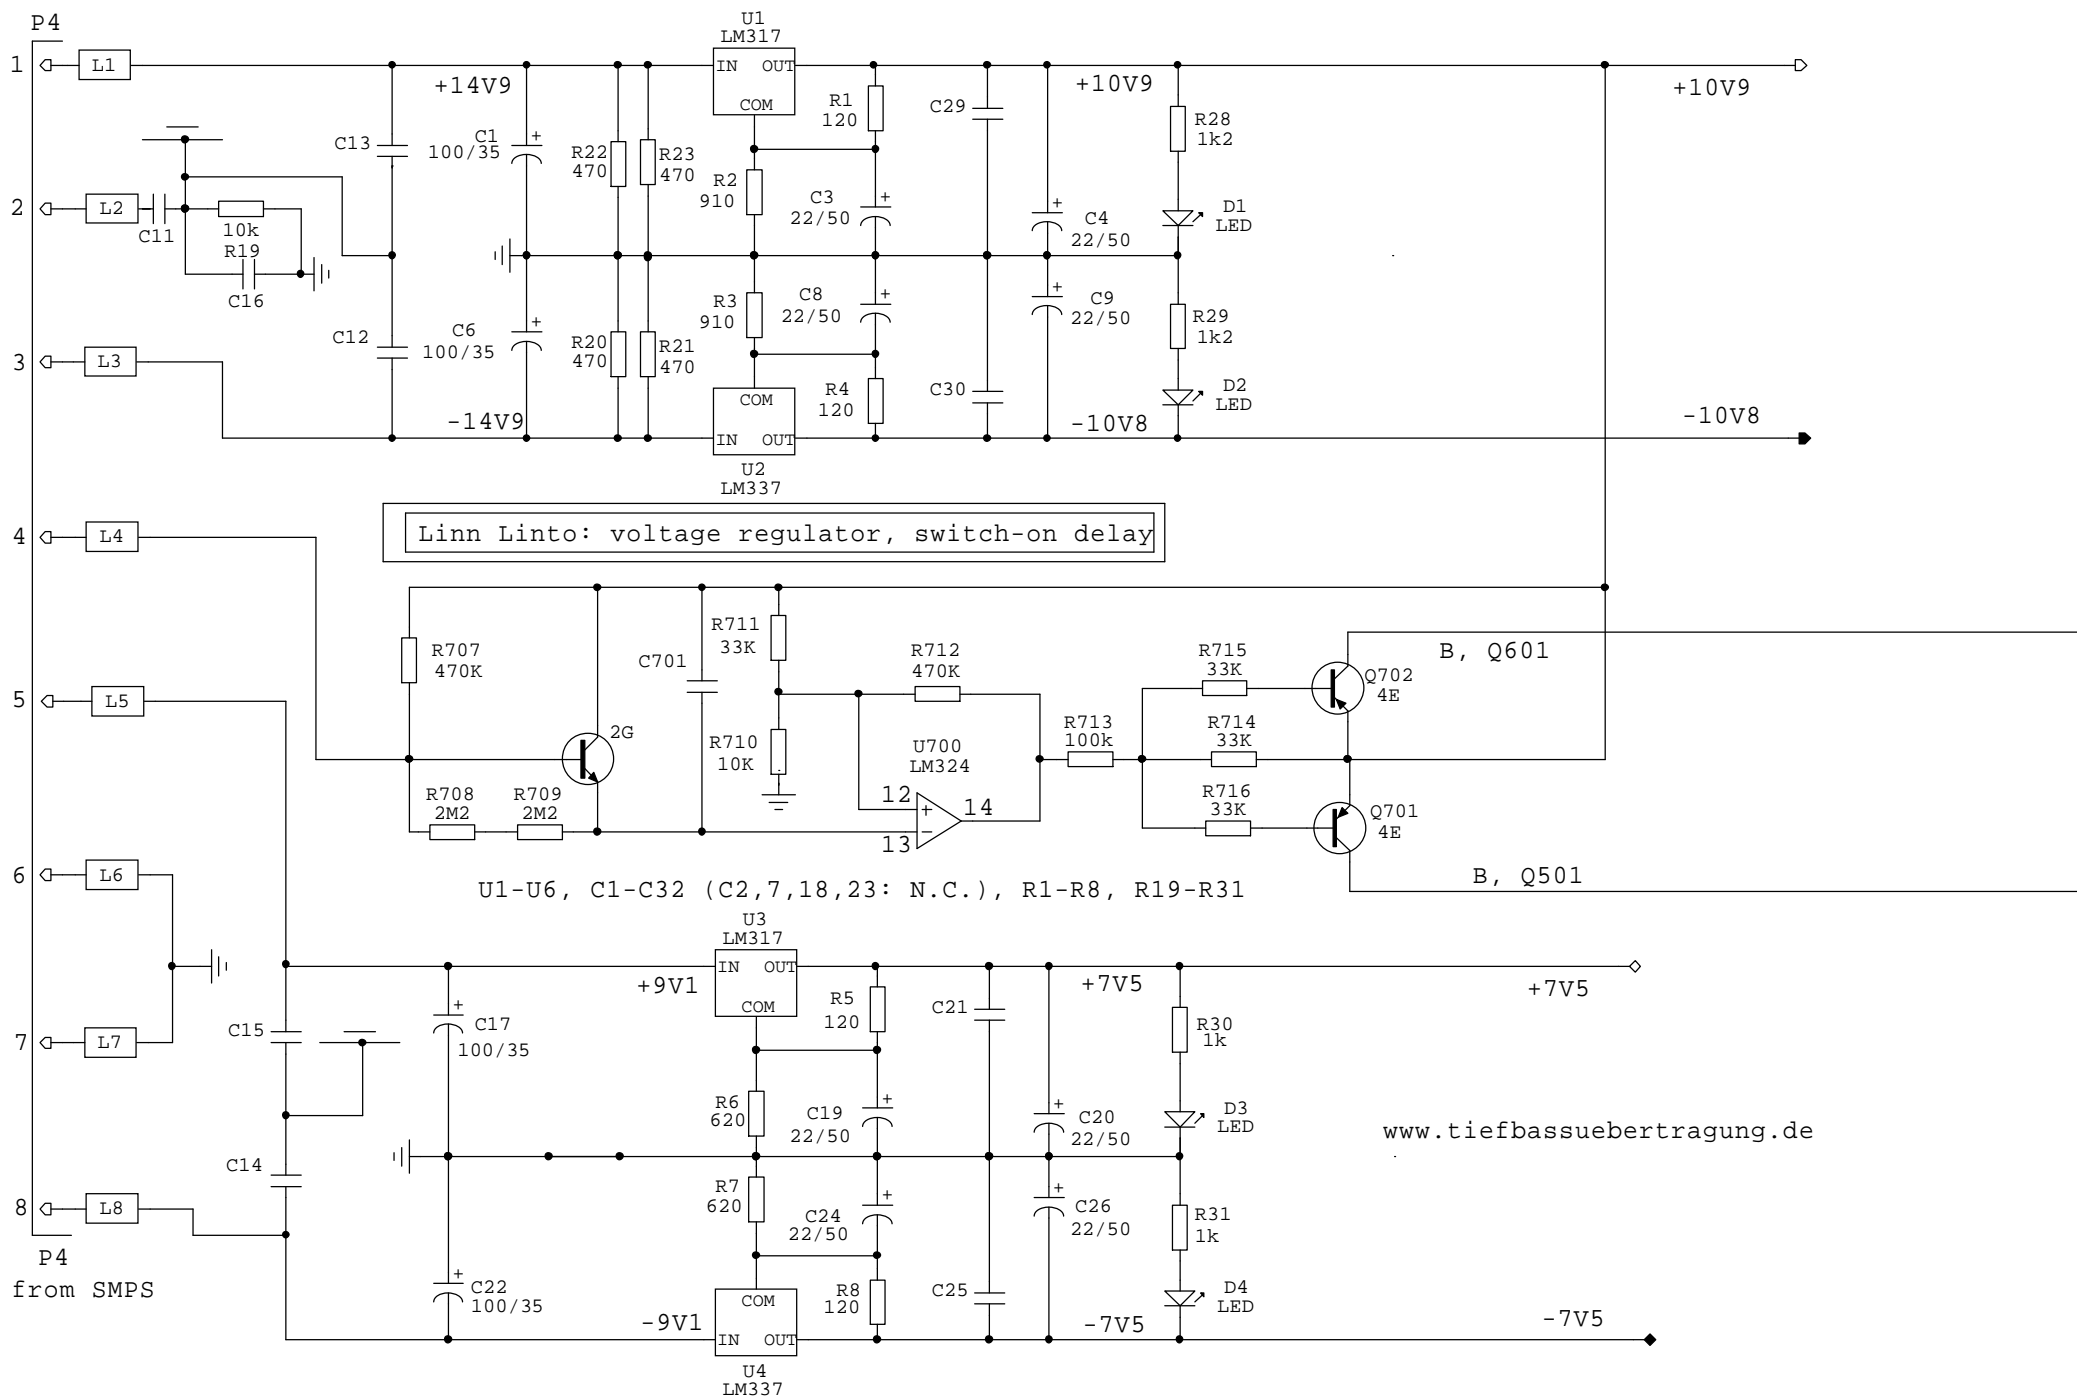 P4
1
L1
+14V9
U1
LM317
IN OUT
COM
R1
120
C29
+10V9
+10V9
R28
1k2
C13
C1
100/35
R22
470
R23
470
R2
910
C3
22/50
C4
22/50
D1
LED
2
L2
C11
10k
R19
C16
C12
C6
100/35
R20
470
R21
470
R3
910
C8
22/50
C9
22/50
R29
1k2
3
L3
R4
120
C30
D2
LED
-14V9
COM
IN OUT
U2
LM337
-10V8
-10V8
4
L4
Linn Linto: voltage regulator, switch-on delay
R707
470K
2G
C701
R711
33K
R712
470K
R715
33K
Q702
4E
B, Q601
5
L5
R708
2M2
R709
2M2
R710
10K
U700
LM324
12
+
13
-
14
R713
100k
R714
33K
R716
33K
Q701
4E
B, Q501
6
L6
U1-U6, C1-C32 (C2,7,18,23: N.C.), R1-R8, R19-R31
U3
LM317
IN OUT
COM
+9V1
R5
120
C21
+7V5
+7V5
7
L7
C15
C17
100/35
R30
1k
R6
620
C19
22/50
C20
22/50
D3
LED
www.tiefbassuebertragung.de
C14
R7
620
C24
22/50
C26
22/50
R31
1k
8
L8
P4
from SMPS
C22
100/35
R8
120
C25
D4
LED
-9V1
COM
IN OUT
U4
LM337
-7V5
-7V5